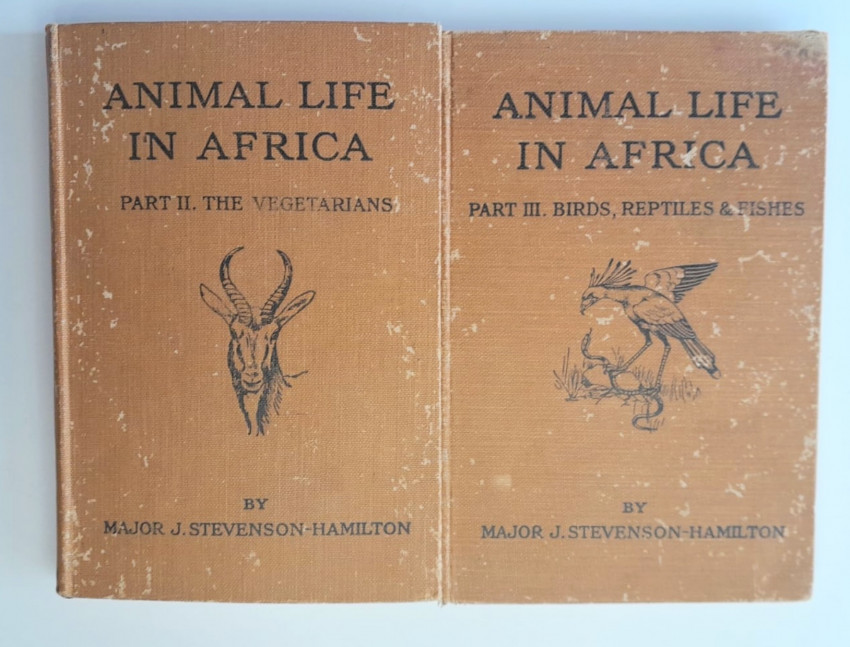 ANIMAL LIFE
IN AFRICA
PART II. THE VEGETARIANS
BY
MAJOR J. STEVENSON-HAMILTON
ANIMAL LIFE
IN AFRICA
PART III. BIRDS, REPTILES & FISHES
BY
MAJOR J. STEVENSON-HAMILTON